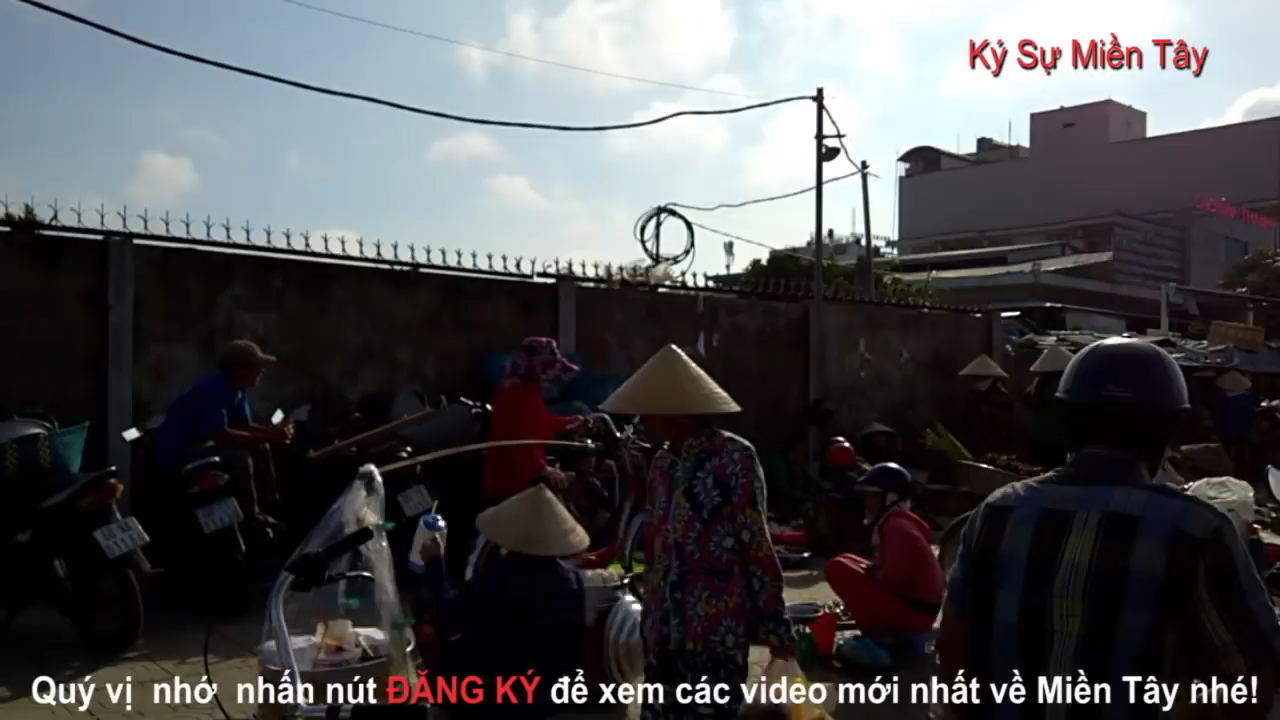 Ký Sự Miền Tây
Quý vị nhớ nhấn nút ĐĂNG KÝ để xem các video mới nhất về Miền Tây nhé!